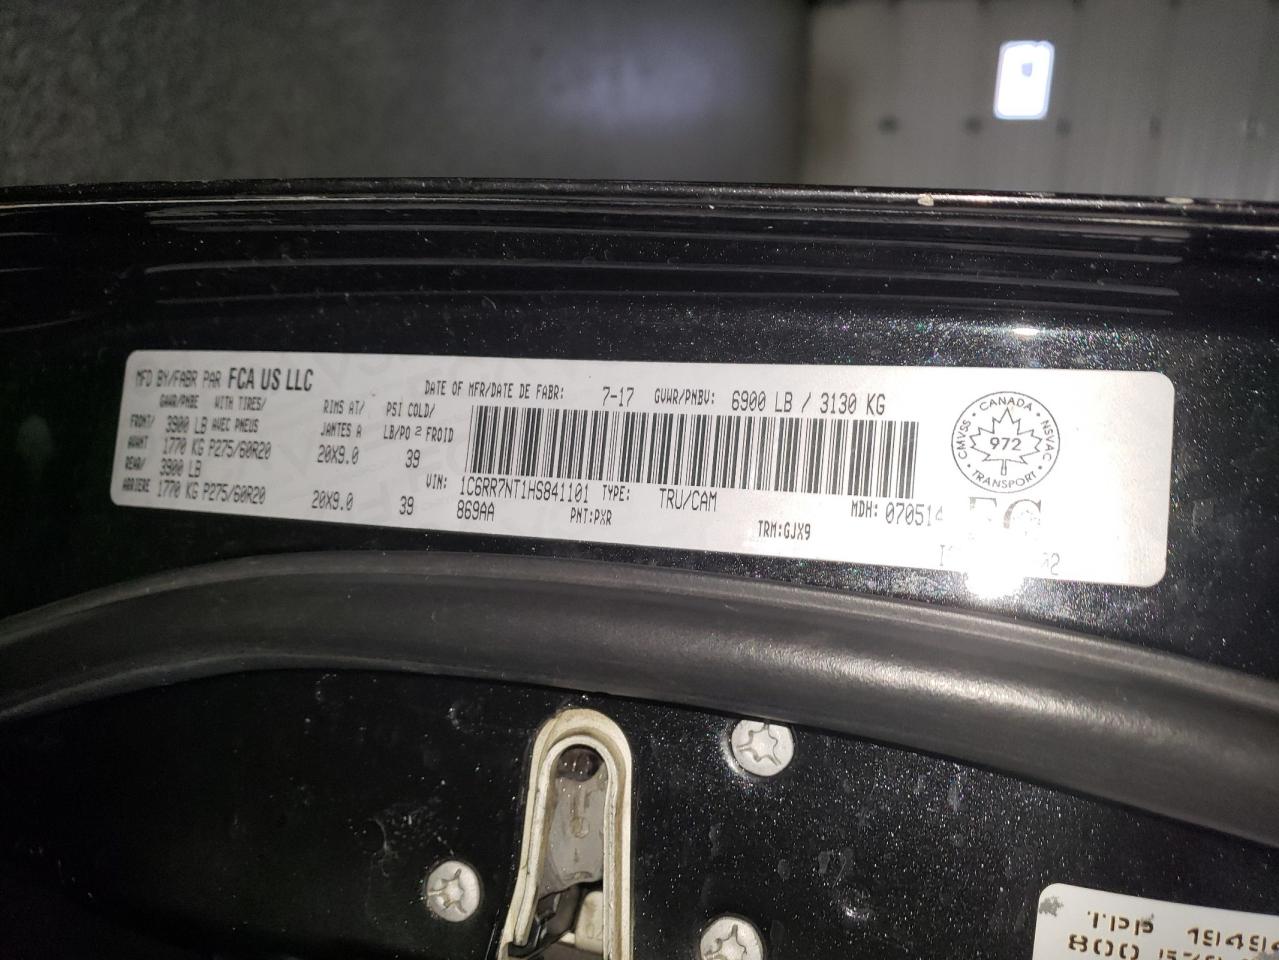 MFD BY/FABR PAR FCA US LLC
DATE OF MFR/DATE DE FABR: 7-17 GVWR/PNBV: 6900 LB / 3130 KG
GAWR/PNBE WITH TIRES/ RIMS AT/ PSI COLD/
FRONT/ 3900 LB AVEC PNEUS JANTES A LB/PO2 FROID
AVANT 1770 KG P275/60R20 20X9.0 39
REAR/ 3900 LB
ARRIERE 1770 KG P275/60R20 20X9.0 39
VIN: 1C6RR7NT1HS841101 TYPE: TRU/CAM MDH: 070514
869AA PNT:PXR TRM:GJX9
CANADA
CMVSS 972 NSVAC
TRANSPORT
TPP
800